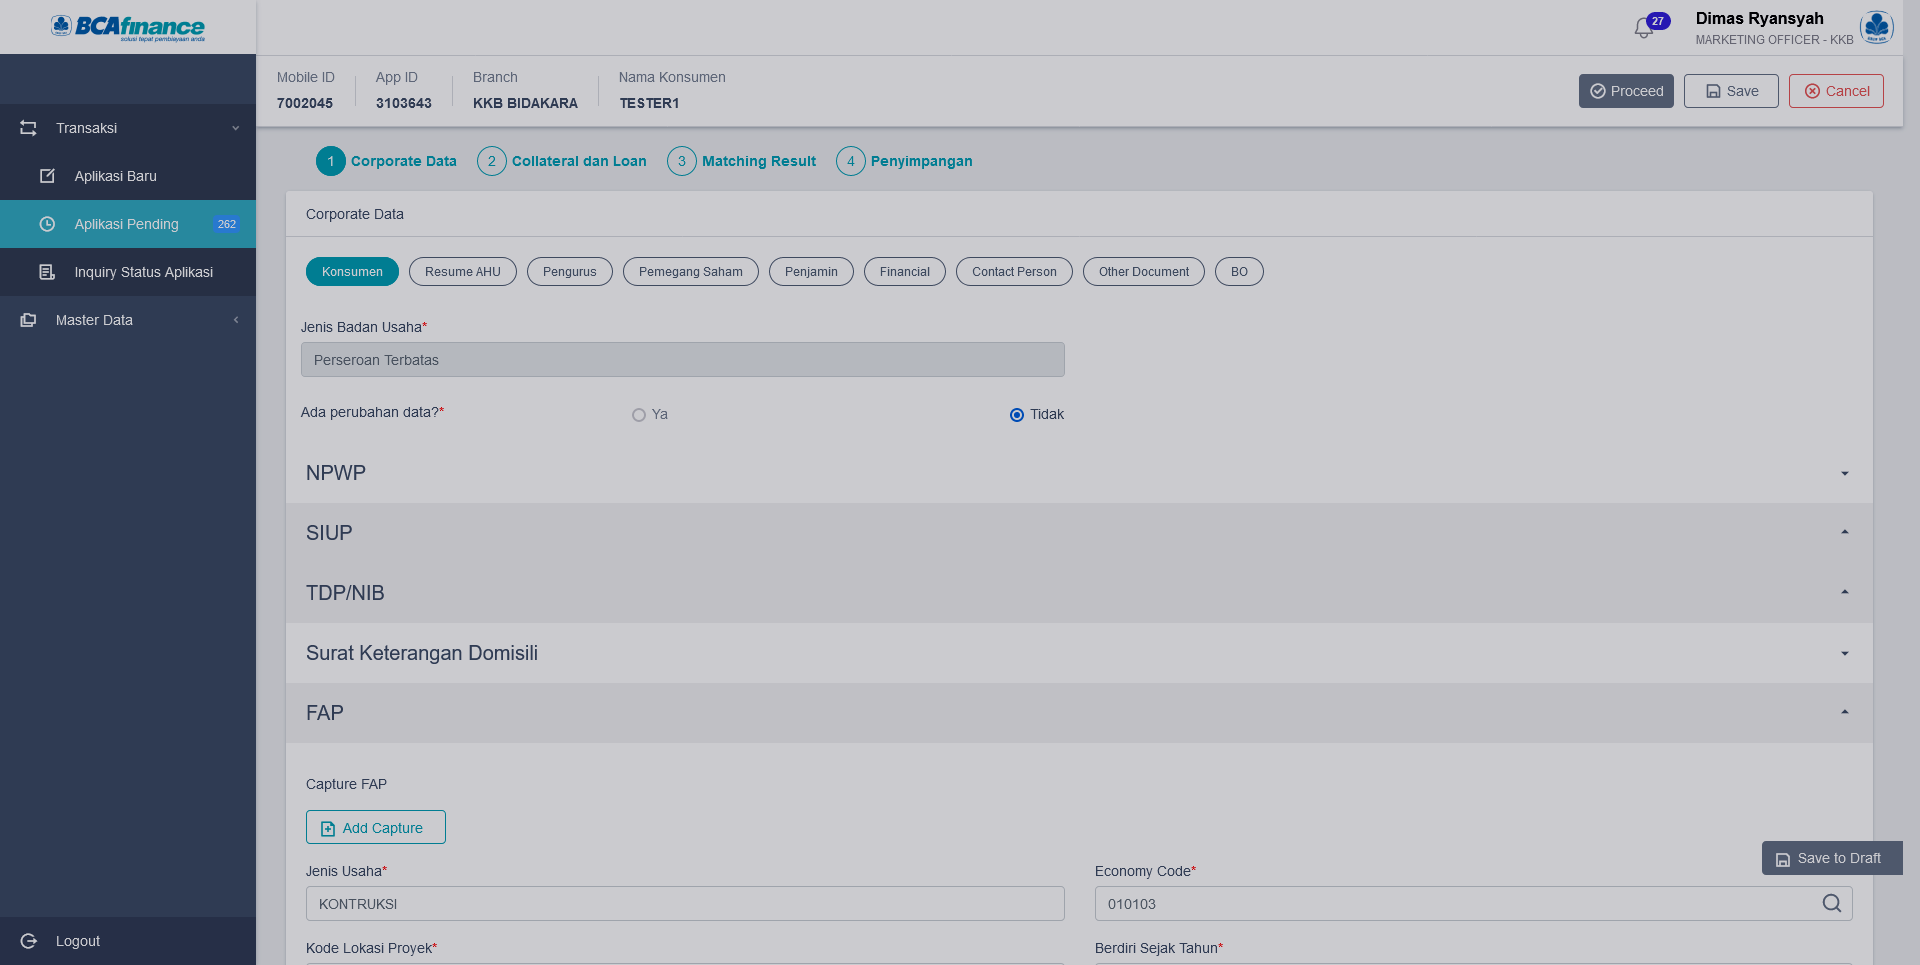 BCAfinance
solusi tepat pembiayaan anda
27
Dimas Ryansyah
MARKETING OFFICER - KKB
Mobile ID
7002045
App ID
3103643
Branch
KKB BIDAKARA
Nama Konsumen
TESTER1
Proceed
Save
Cancel
Transaksi
Aplikasi Baru
Aplikasi Pending 262
Inquiry Status Aplikasi
Master Data
Logout
1 Corporate Data
2 Collateral dan Loan
3 Matching Result
4 Penyimpangan
Corporate Data
Konsumen
Resume AHU
Pengurus
Pemegang Saham
Penjamin
Financial
Contact Person
Other Document
BO
Jenis Badan Usaha*
Perseroan Terbatas
Ada perubahan data?*
Ya
Tidak
NPWP
SIUP
TDP/NIB
Surat Keterangan Domisili
FAP
Capture FAP
Add Capture
Save to Draft
Jenis Usaha*
KONTRUKSI
Economy Code*
010103
Kode Lokasi Proyek*
Berdiri Sejak Tahun*